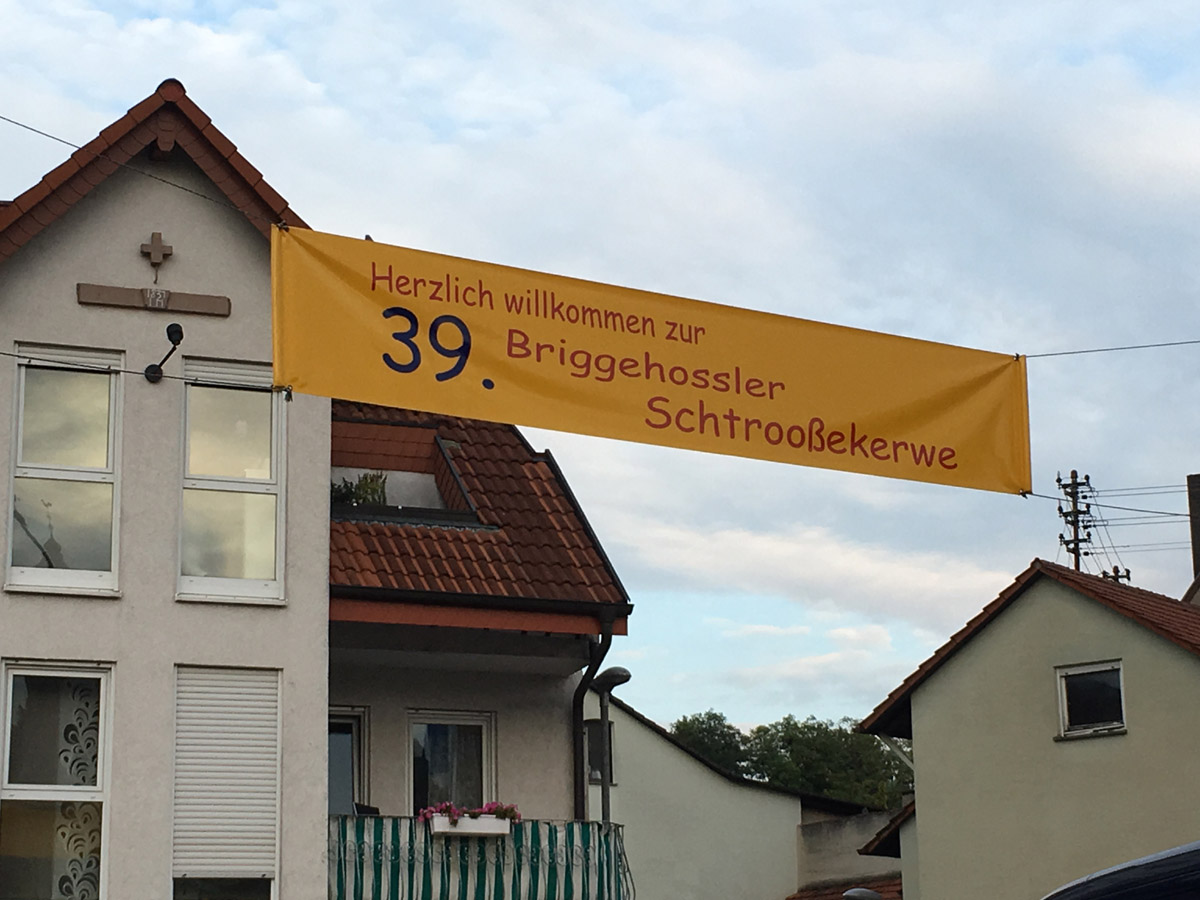 Herzlich willkommen zur
39. Briggehossler
Schtrooßekerwe